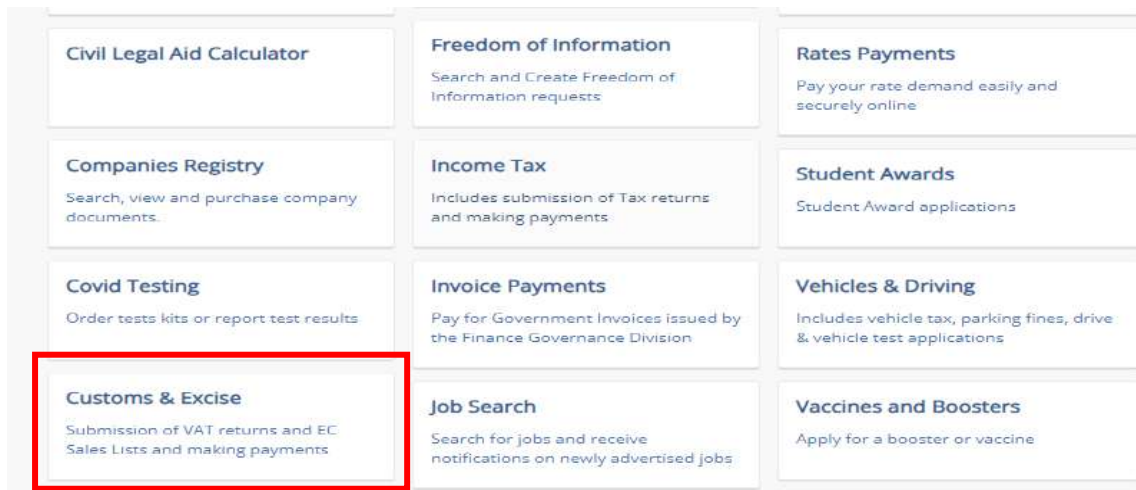 Civil Legal Aid Calculator
Freedom of Information
Search and Create Freedom of
Information requests
Rates Payments
Pay your rate demand easily and
securely online
Companies Registry
Search, view and purchase company
documents.
Income Tax
Includes submission of Tax returns
and making payments
Student Awards
Student Award applications
Covid Testing
Order tests kits or report test results
Invoice Payments
Pay for Government Invoices issued by
the Finance Governance Division
Vehicles & Driving
Includes vehicle tax, parking fines, drive
& vehicle test applications
Customs & Excise
Submission of VAT returns and EC
Sales Lists and making payments
Job Search
Search for jobs and receive
notifications on newly advertised jobs
Vaccines and Boosters
Apply for a booster or vaccine